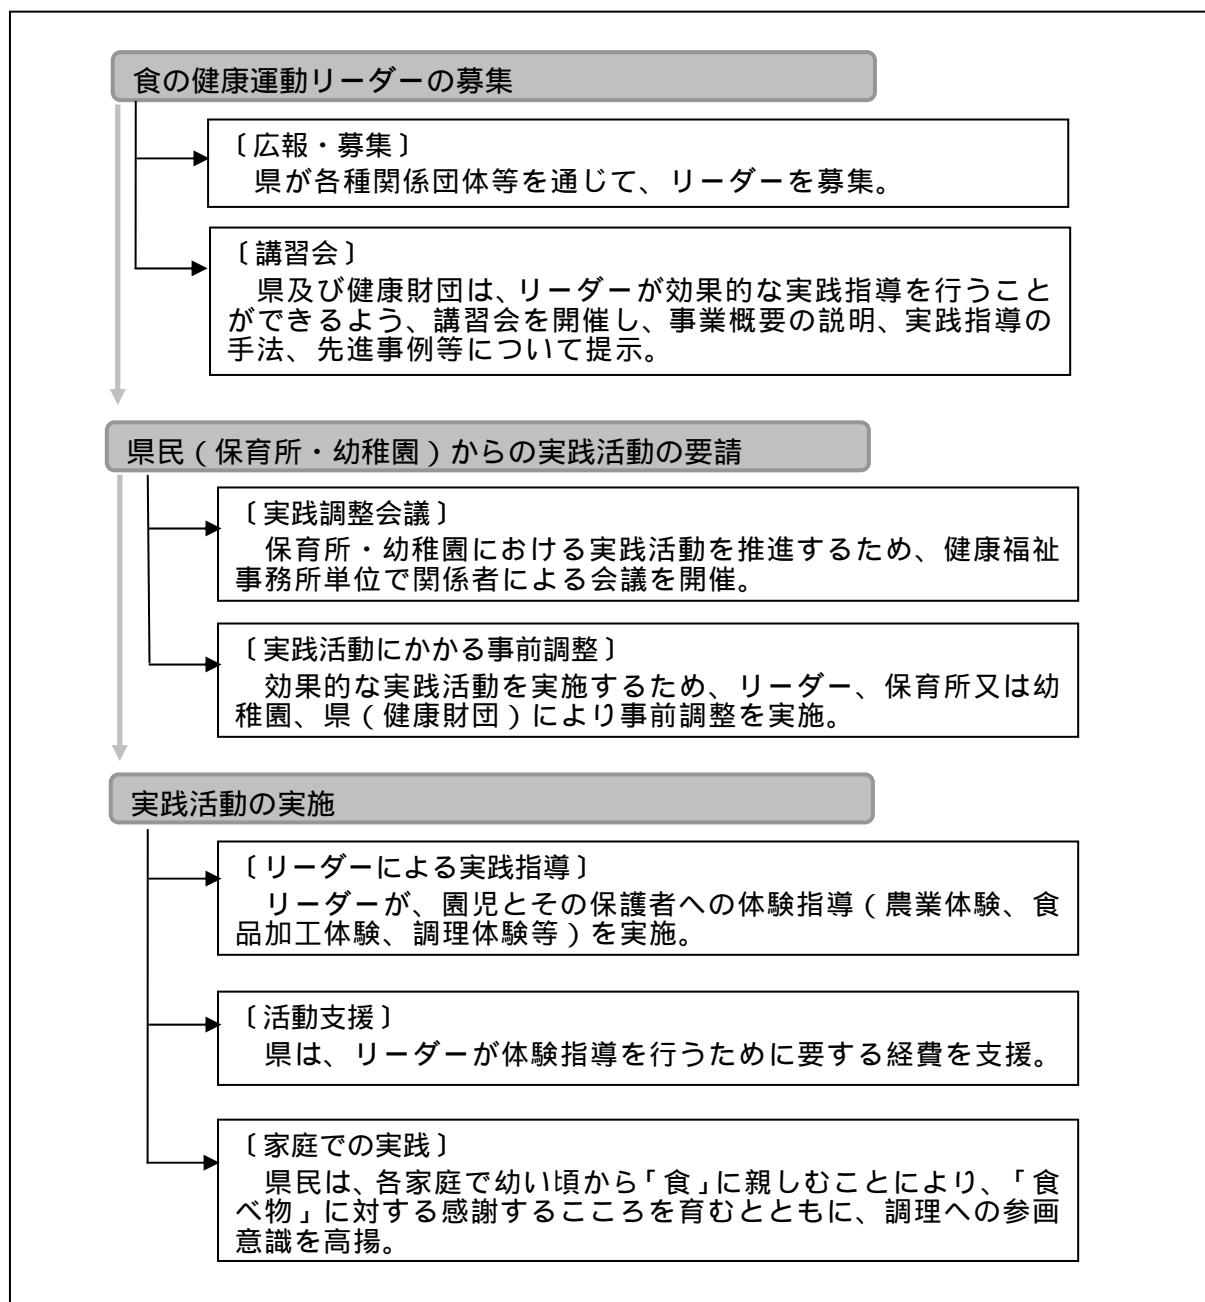 食の健康運動リーダーの募集
〔広報・募集〕
県が各種関係団体等を通じて、リーダーを募集。
〔講習会〕
県及び健康財団は、リーダーが効果的な実践指導を行うこと
ができるよう、講習会を開催し、事業概要の説明、実践指導の
手法、先進事例等について提示。
県民（保育所・幼稚園）からの実践活動の要請
〔実践調整会議〕
保育所・幼稚園における実践活動を推進するため、健康福祉
事務所単位で関係者による会議を開催。
〔実践活動にかかる事前調整〕
効果的な実践活動を実施するため、リーダー、保育所又は幼
稚園、県（健康財団）により事前調整を実施。
実践活動の実施
〔リーダーによる実践指導〕
リーダーが、園児とその保護者への体験指導（農業体験、食
品加工体験、調理体験等）を実施。
〔活動支援〕
県は、リーダーが体験指導を行うために要する経費を支援。
〔家庭での実践〕
県民は、各家庭で幼い頃から「食」に親しむことにより、「食
べ物」に対する感謝するこころを育むとともに、調理への参画
意識を高揚。